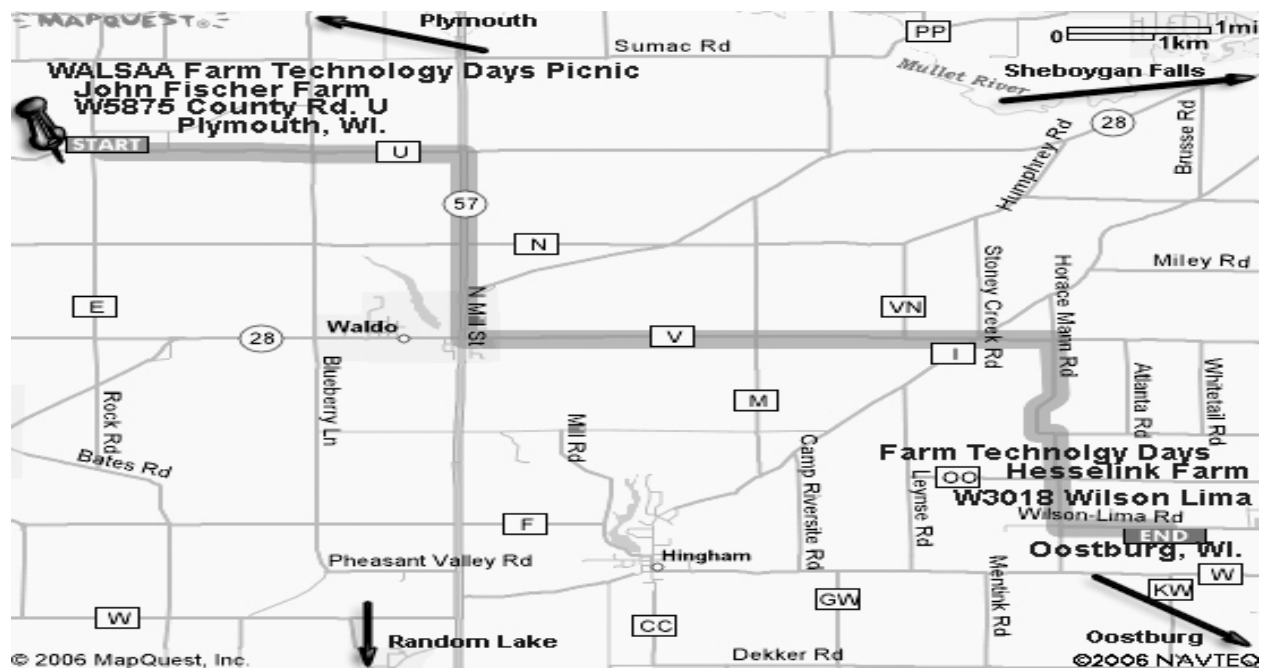 MAPQUEST®
Plymouth
Sumac Rd
PP
0 1mi
1km
WALSAA Farm Technology Days Picnic
John Fischer Farm
W5875 County Rd. U
Plymouth, WI.
Mullet River
Sheboygan Falls
START
U
28
Humphrey Rd
Brusse Rd
57
N
Stoney Creek Rd
Horace Mann Rd
Miley Rd
E
N Mill St
VN
Waldo
28
V
I
Blueberry Ln
Rock Rd
M
Atlanta Rd
Whitetail Rd
Mill Rd
Camp Riversite Rd
Bates Rd
Farm Technolgy Days
Hesselink Farm
OO
W3018 Wilson Lima
Leynse Rd
Wilson-Lima Rd
F
END
Oostburg, WI.
Pheasant Valley Rd
Hingham
Mentink Rd
W
KW
GW
W
CC
Random Lake
Oostburg
Dekker Rd
© 2006 MapQuest, Inc.
©2006 NAVTEQ